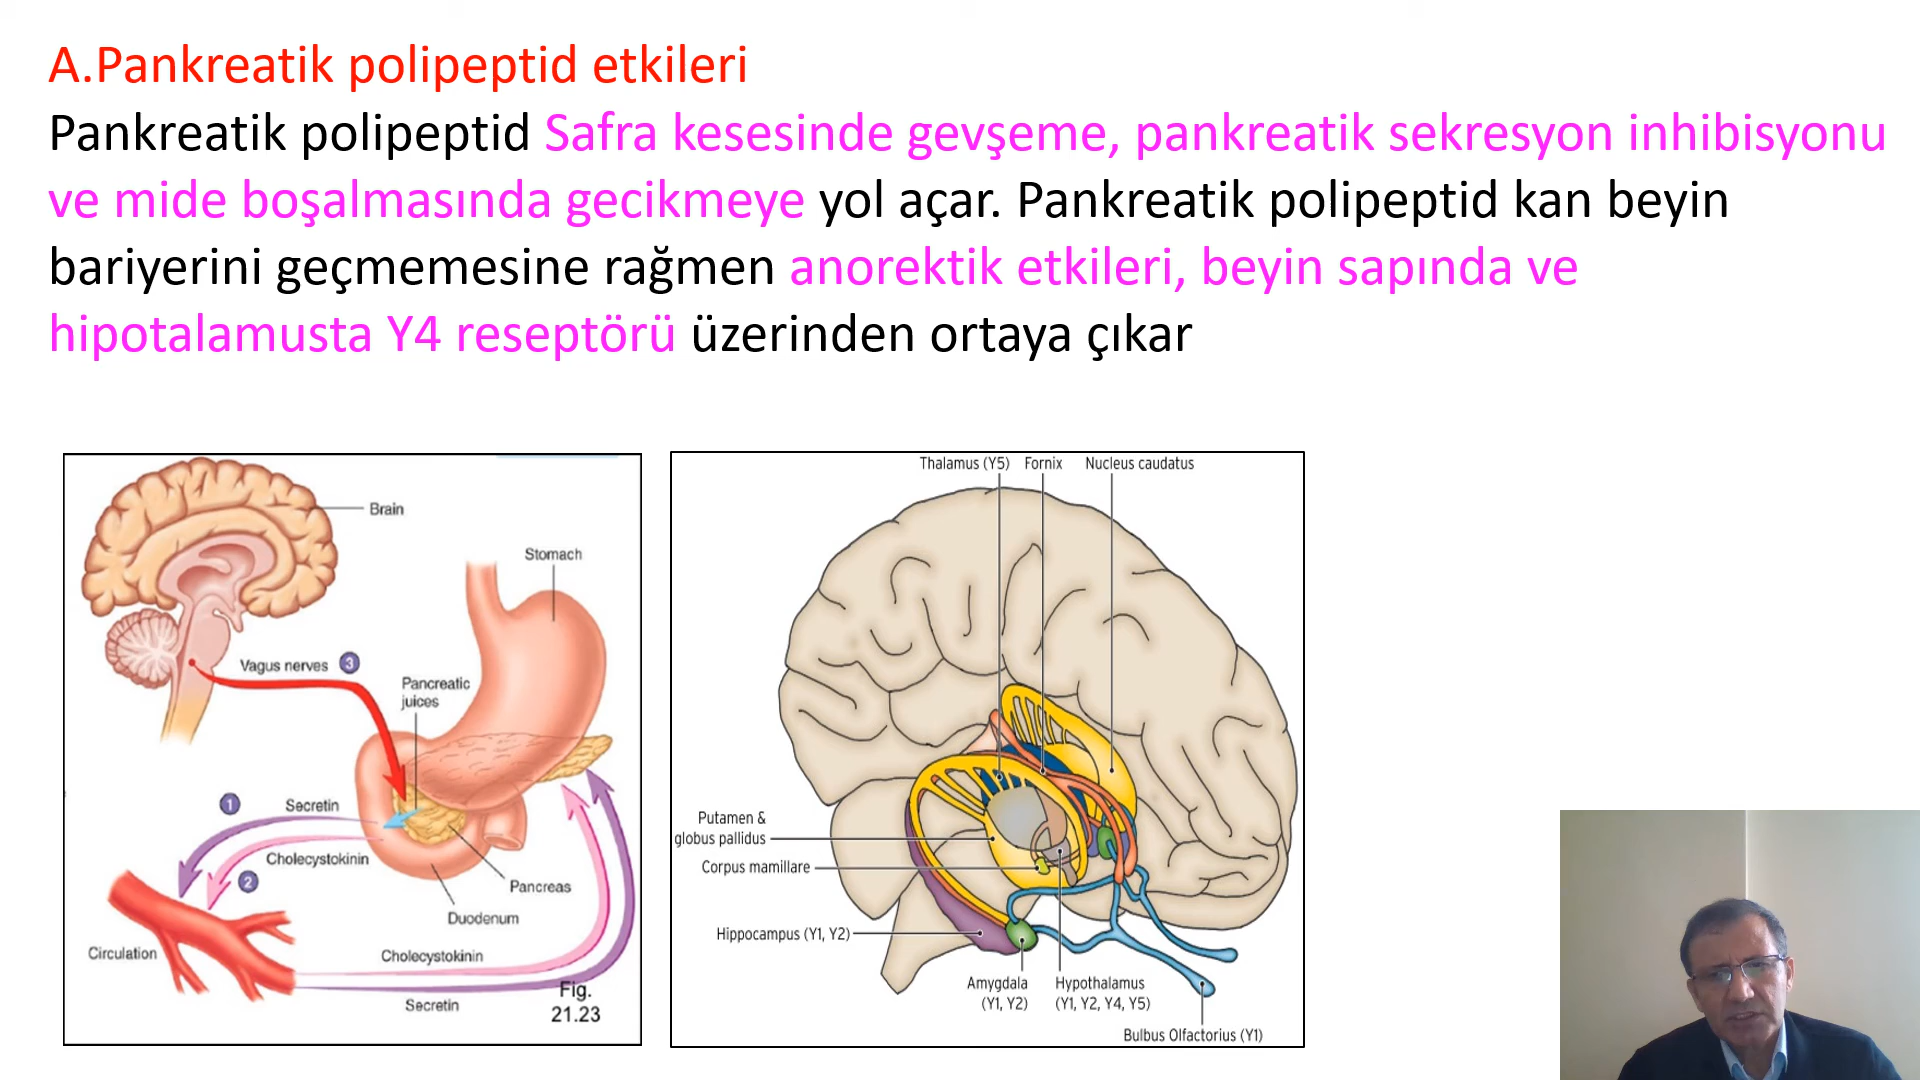 A.Pankreatik polipeptid etkileri
Pankreatik polipeptid Safra kesesinde gevşeme, pankreatik sekresyon inhibisyonu
ve mide boşalmasında gecikmeye yol açar. Pankreatik polipeptid kan beyin
bariyerini geçmemesine rağmen anorektik etkileri, beyin sapında ve
hipotalamusta Y4 reseptörü üzerinden ortaya çıkar
Brain
Stomach
Vagus nerves 3
Pancreatic
juices
1
Secretin
Cholecystokinin
2
Pancreas
Duodenum
Circulation
Cholecystokinin
Secretin
Fig.
21.23
Thalamus (Y5) Fornix Nucleus caudatus
Putamen &
globus pallidus
Corpus mamillare
Hippocampus (Y1, Y2)
Amygdala
(Y1, Y2)
Hypothalamus
(Y1, Y2, Y4, Y5)
Bulbus Olfactorius (Y1)